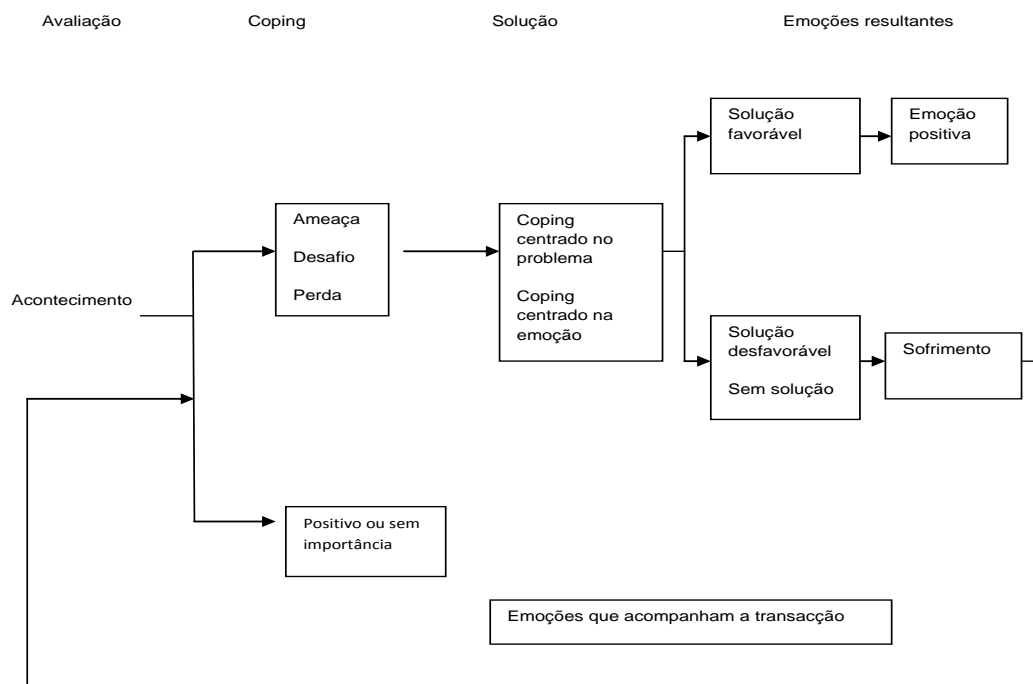 Avaliação
Coping
Solução
Emoções resultantes
Solução
favorável
Emoção
positiva
Ameaça
Desafio
Perda
Coping
centrado no
problema
Coping
centrado na
emoção
Acontecimento
Solução
desfavorável
Sem solução
Sofrimento
Positivo ou sem
importância
Emoções que acompanham a transacção